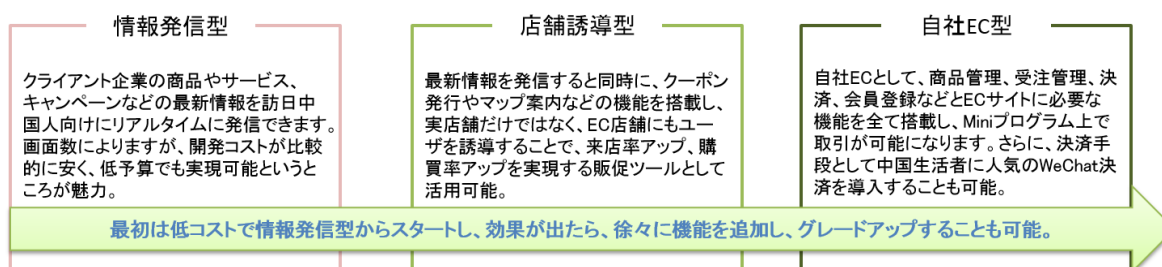 情報発信型
クライアント企業の商品やサービス、
キャンペーンなどの最新情報を訪日中
国人向けにリアルタイムに発信できます。
画面数によりますが、開発コストが比較
的に安く、低予算でも実現可能というと
ころが魅力。
店舗誘導型
最新情報を発信すると同時に、クーポン
発行やマップ案内などの機能を搭載し、
実店舗だけではなく、EC店舗にもユー
ザを誘導することで、来店率アップ、購
買率アップを実現する販促ツールとして
活用可能。
自社EC型
自社ECとして、商品管理、受注管理、決
済、会員登録などとECサイトに必要な
機能を全て搭載し、Miniプログラム上で
取引が可能になります。さらに、決済手
段として中国生活者に人気のWeChat決
済を導入することも可能。
最初は低コストで情報発信型からスタートし、効果が出たら、徐々に機能を追加し、グレードアップすることも可能。